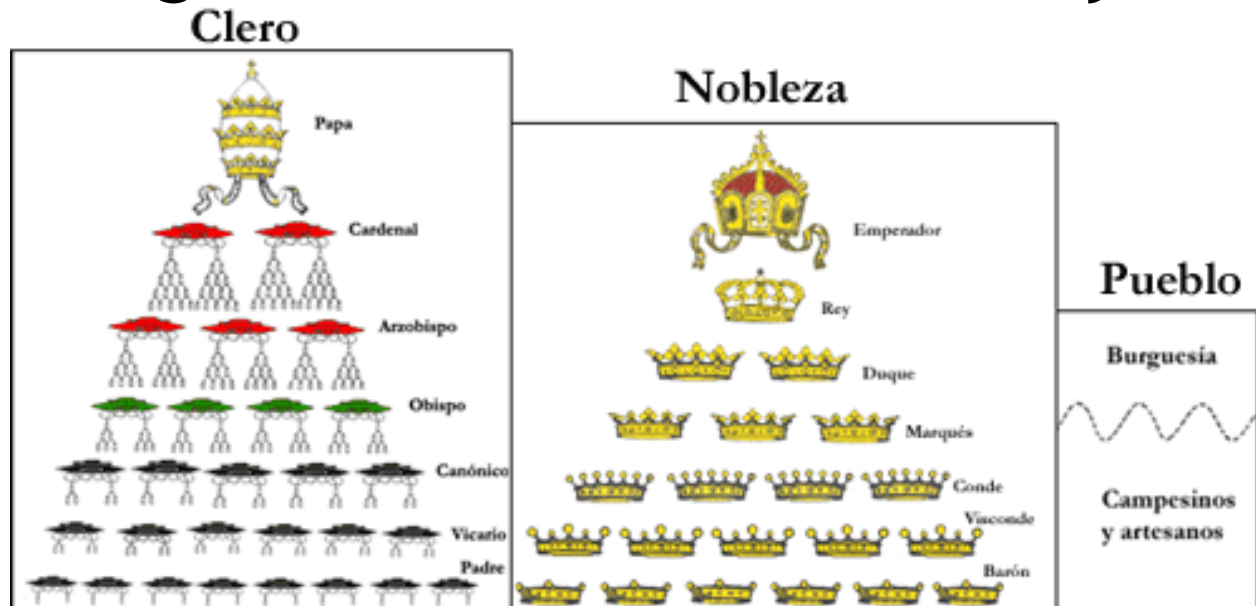 Clero
Papa
Cardenal
Arzobispo
Obispo
Canónico
Vicario
Padre
Nobleza
Emperador
Rey
Duque
Marqués
Conde
Visconde
Barón
Pueblo
Burguesía
Campesinos
y artesanos